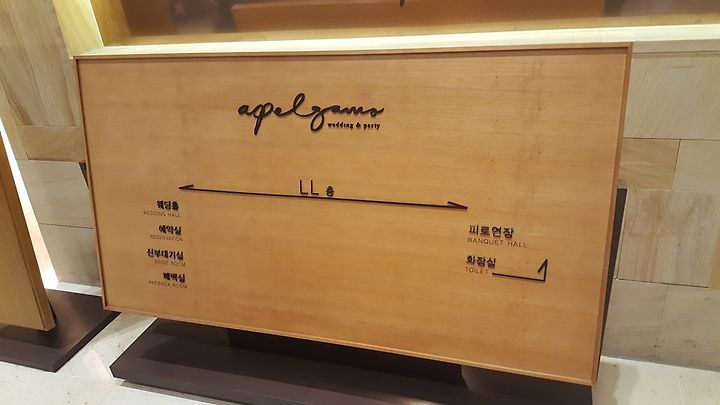 apelgamo
wedding & party
LL 층
웨딩홀
WEDDING HALL
예약실
RESERVATION
신부대기실
BRIDE ROOM
폐백실
PAEBACK ROOM
피로연장
BANQUET HALL
화장실
TOILET